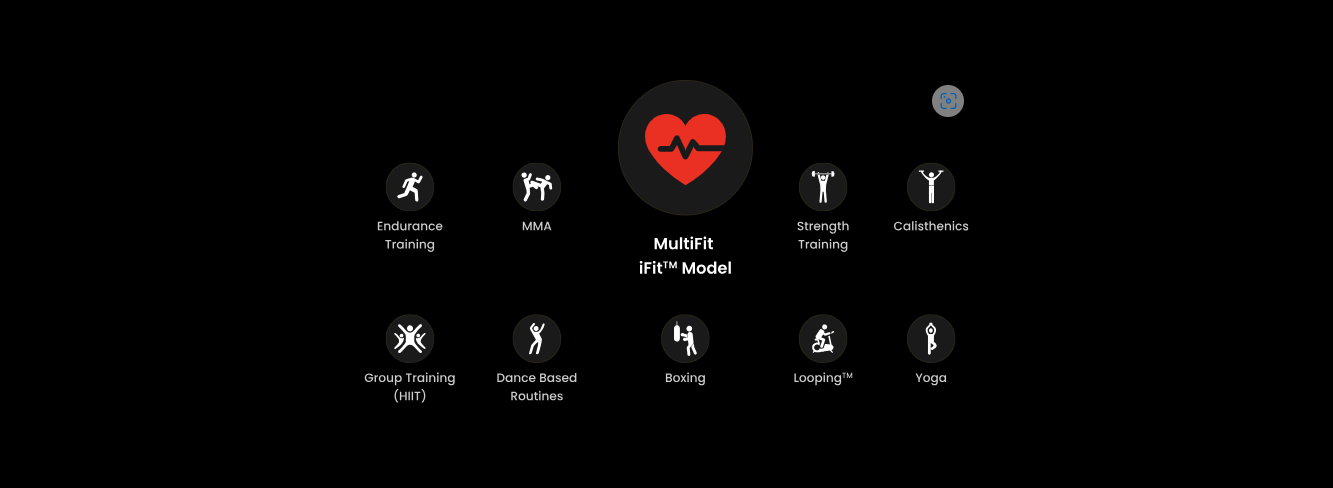 Endurance
Training
MMA
MultiFit
iFit™ Model
Strength
Training
Calisthenics
Group Training
(HIIT)
Dance Based
Routines
Boxing
Looping™
Yoga